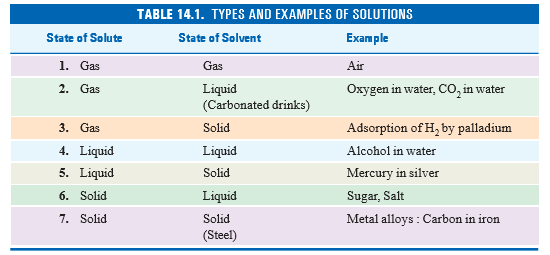 TABLE 14.1. TYPES AND EXAMPLES OF SOLUTIONS
State of Solute State of Solvent Example
1. Gas Gas Air
2. Gas Liquid Oxygen in water, CO₂ in water
(Carbonated drinks)
3. Gas Solid Adsorption of H₂ by palladium
4. Liquid Liquid Alcohol in water
5. Liquid Solid Mercury in silver
6. Solid Liquid Sugar, Salt
7. Solid Solid Metal alloys : Carbon in iron
(Steel)